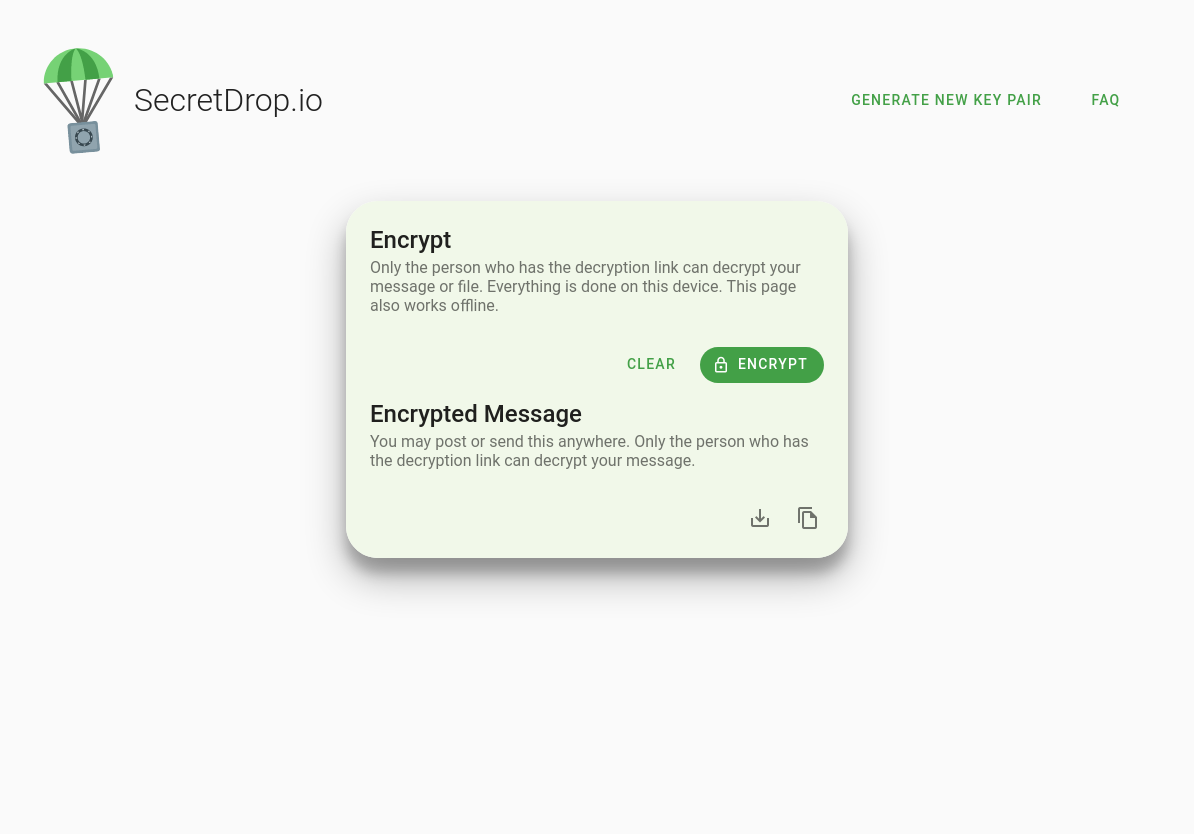 SecretDrop.io
GENERATE NEW KEY PAIR
FAQ
Encrypt
Only the person who has the decryption link can decrypt your
message or file. Everything is done on this device. This page
also works offline.
CLEAR
ENCRYPT
Encrypted Message
You may post or send this anywhere. Only the person who has
the decryption link can decrypt your message.